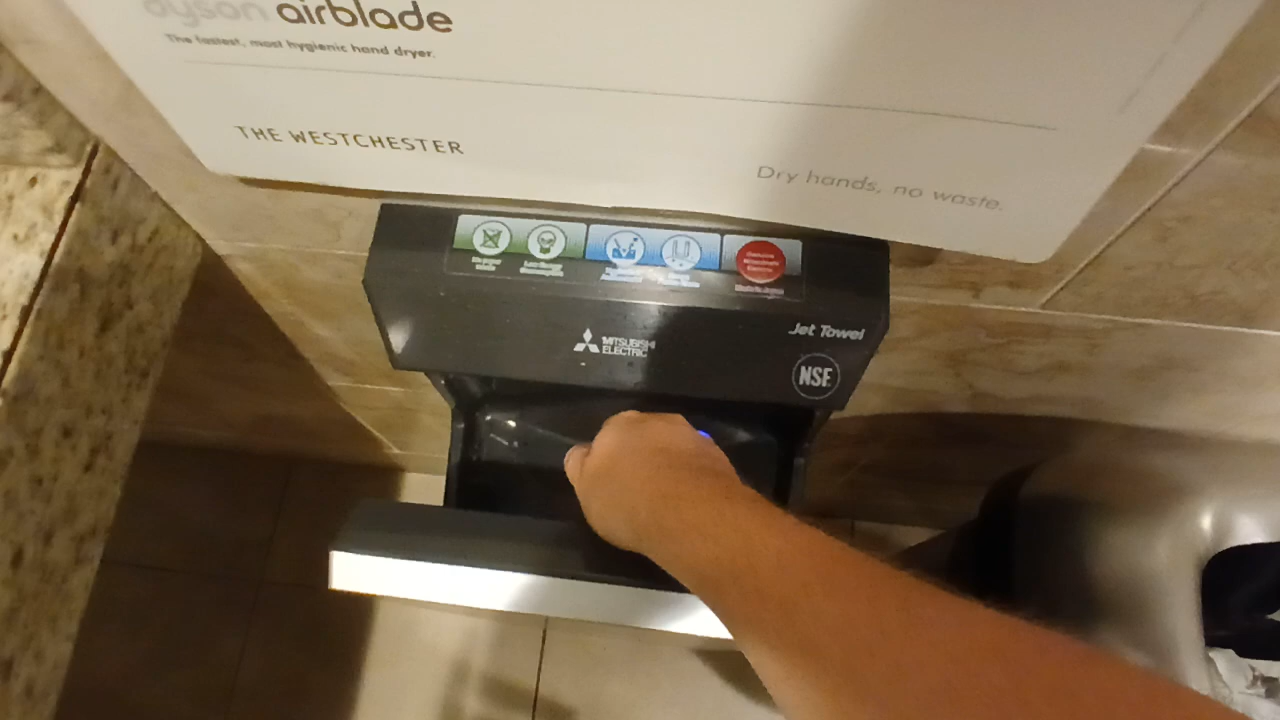 dyson airblade
The fastest, most hygienic hand dryer.
THE WESTCHESTER
Dry hands, no waste.
Jet Towel
MITSUBISHI
ELECTRIC
NSF